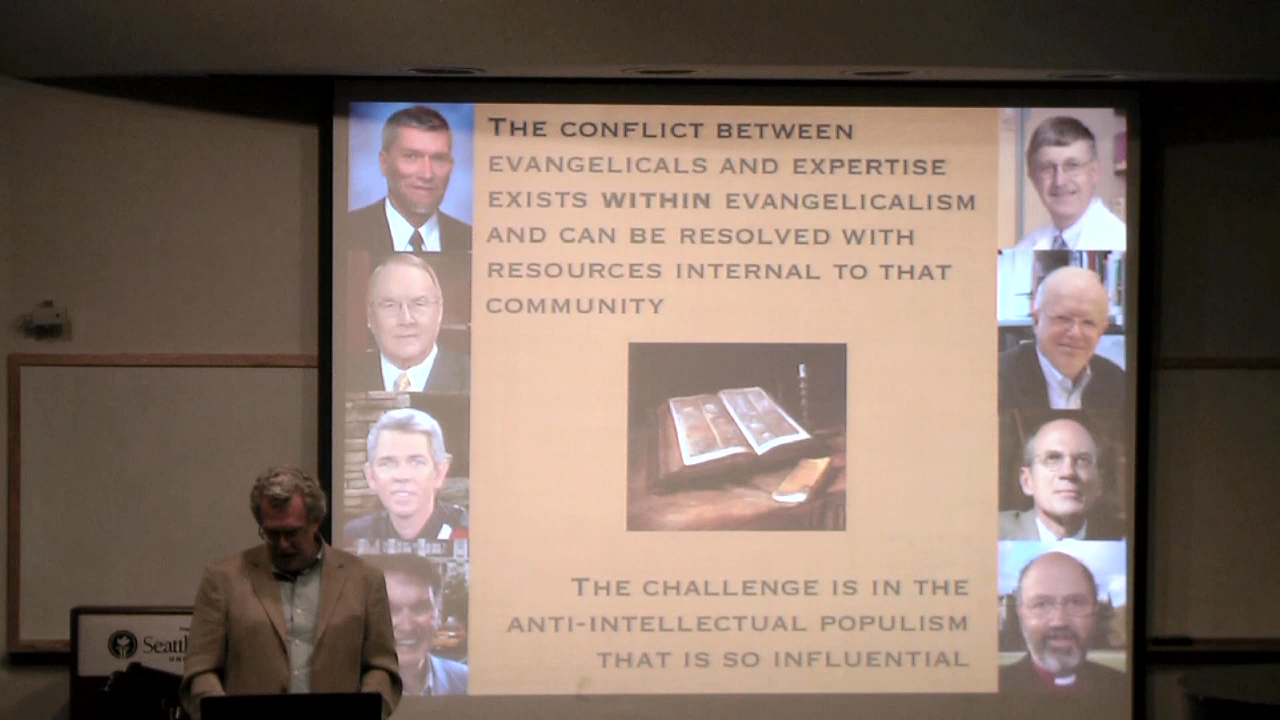 THE CONFLICT BETWEEN
EVANGELICALS AND EXPERTISE
EXISTS WITHIN EVANGELICALISM
AND CAN BE RESOLVED WITH
RESOURCES INTERNAL TO THAT
COMMUNITY
THE CHALLENGE IS IN THE
ANTI-INTELLECTUAL POPULISM
THAT IS SO INFLUENTIAL